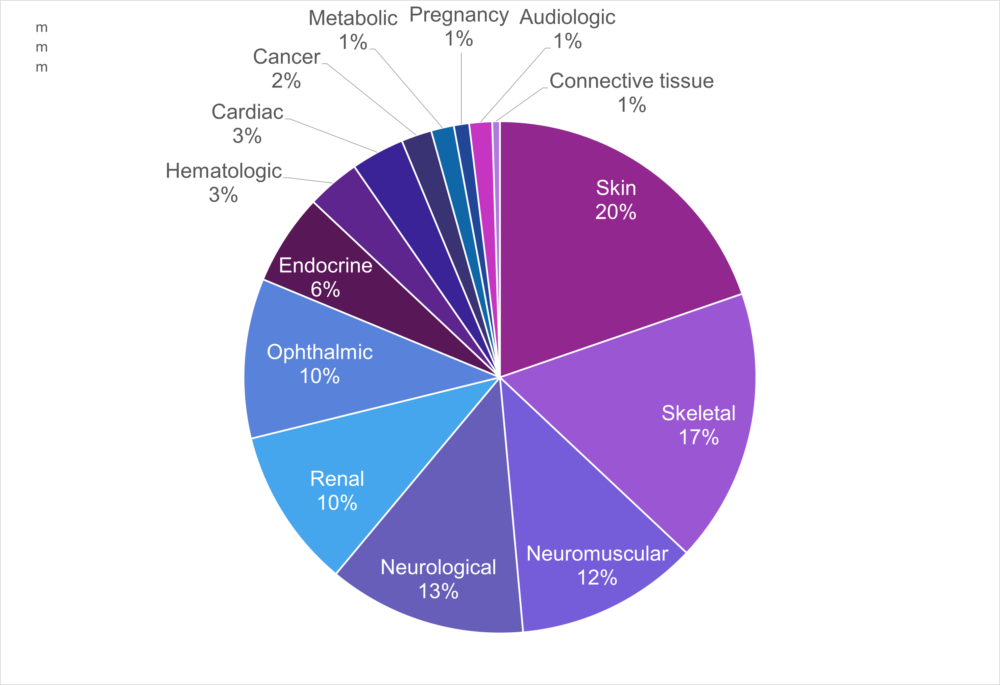 m
m
m
Metabolic
1%
Pregnancy
1%
Audiologic
1%
Cancer
2%
Connective tissue
1%
Cardiac
3%
Hematologic
3%
Skin
20%
Endocrine
6%
Ophthalmic
10%
Skeletal
17%
Renal
10%
Neuromuscular
12%
Neurological
13%